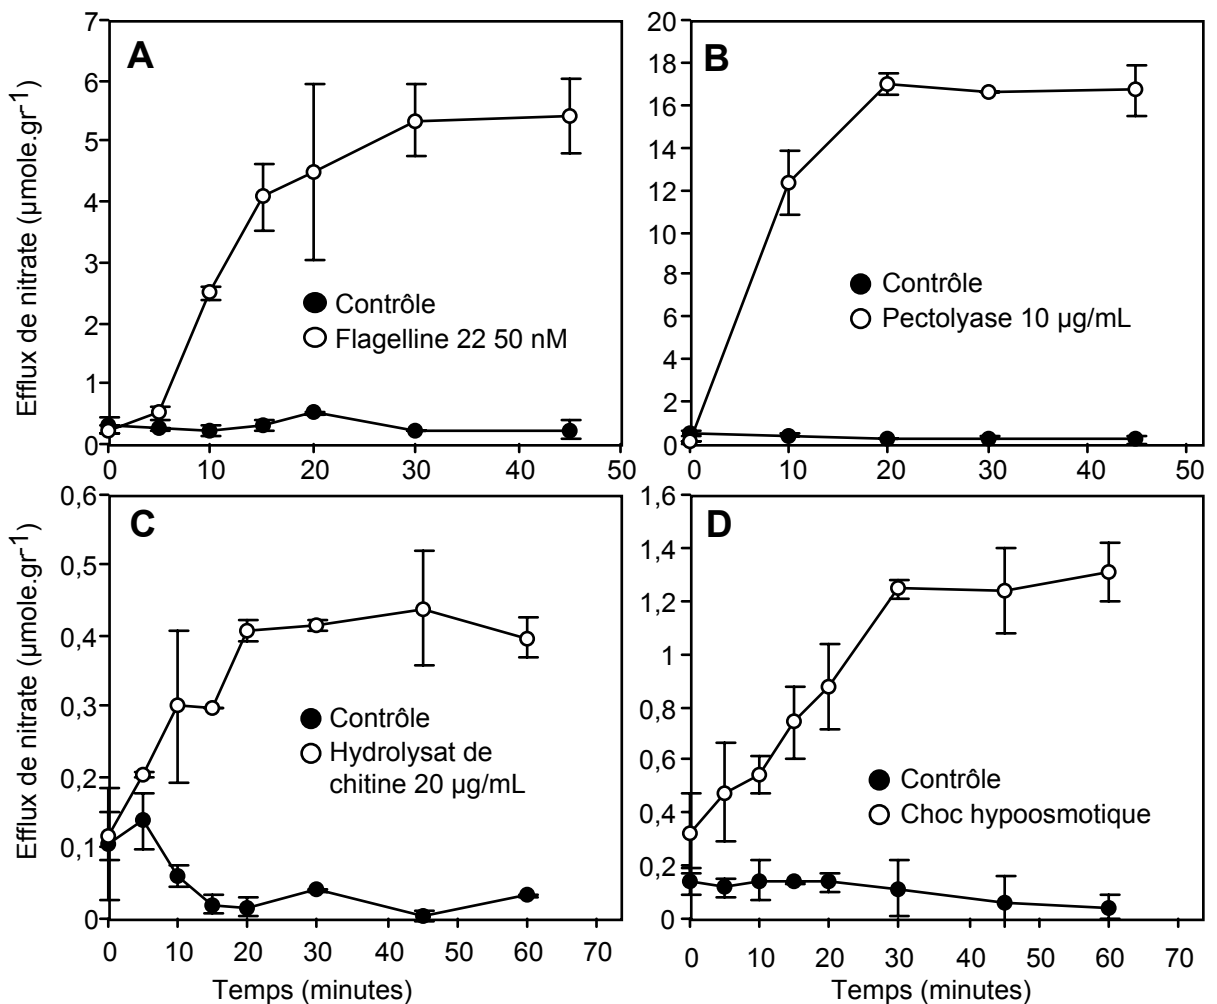 A
Efflux de nitrate (µmole.gr-1)
7
6
5
4
3
2
1
0
0 10 20 30 40 50
Contrôle
Flagelline 22 50 nM
B
20
18
16
14
12
10
8
6
4
2
0
0 10 20 30 40 50
Contrôle
Pectolyase 10 µg/mL
C
Efflux de nitrate (µmole.gr-1)
0,6
0,5
0,4
0,3
0,2
0,1
0
0 10 20 30 40 50 60 70
Temps (minutes)
Contrôle
Hydrolysat de
chitine 20 µg/mL
D
1,6
1,4
1,2
1
0,8
0,6
0,4
0,2
0
0 10 20 30 40 50 60 70
Temps (minutes)
Contrôle
Choc hypoosmotique